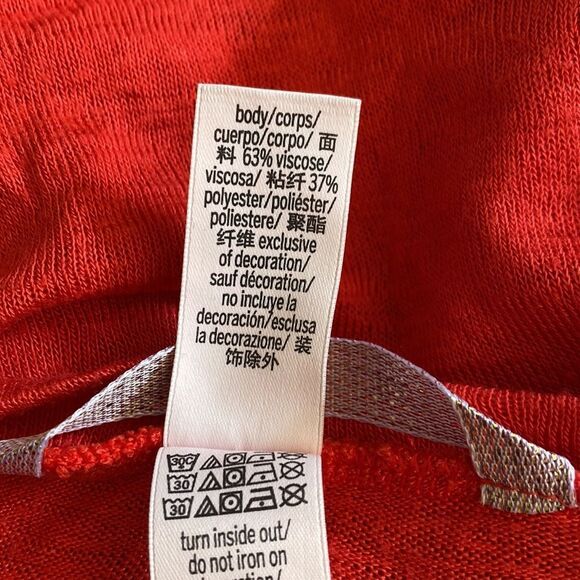 body/corps/
cuerpo/corpo/ 面
料 63% viscose/
viscosa/ 粘纤 37%
polyester/poliéster/
poliestere/ 聚酯
纤维 exclusive
of decoration/
sauf décoration/
no incluye la
decoración/esclusa
la decorazione/ 装
饰除外
30C
30
30
turn inside out/
do not iron on